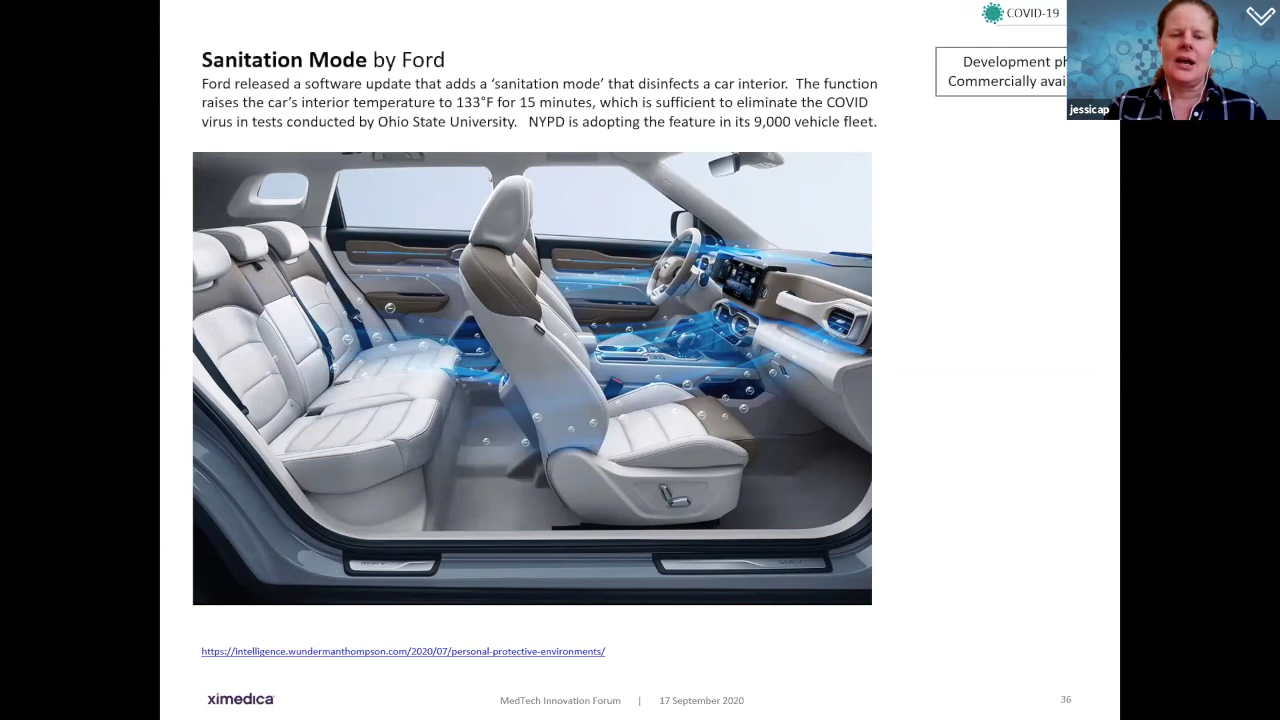 COVID-19
Sanitation Mode by Ford
Development ph
Commercially avai
jessicap
Ford released a software update that adds a ‘sanitation mode’ that disinfects a car interior.  The function
raises the car’s interior temperature to 133°F for 15 minutes, which is sufficient to eliminate the COVID
virus in tests conducted by Ohio State University.   NYPD is adopting the feature in its 9,000 vehicle fleet.
https://intelligence.wundermanthompson.com/2020/07/personal-protective-environments/
ximedica
MedTech Innovation Forum | 17 September 2020
36